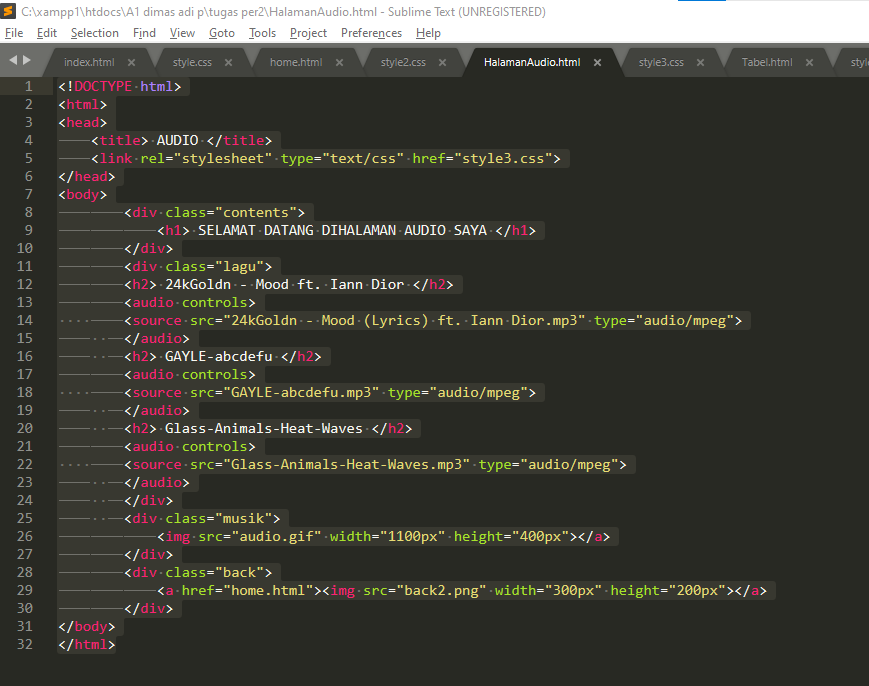 C:\xampp1\htdocs\A1 dimas adi p\tugas per2\HalamanAudio.html - Sublime Text (UNREGISTERED)
File Edit Selection Find View Goto Tools Project Preferences Help
index.html × style.css × home.html × style2.css × HalamanAudio.html × style3.css × Tabel.html × style
1 <!DOCTYPE html>
2 <html>
3 <head>
4 <title> AUDIO </title>
5 <link rel="stylesheet" type="text/css" href="style3.css">
6 </head>
7 <body>
8 <div class="contents">
9 <h1> SELAMAT DATANG DIHALAMAN AUDIO SAYA </h1>
10 </div>
11 <div class="lagu">
12 <h2> 24kGoldn - Mood ft. Iann Dior </h2>
13 <audio controls>
14 <source src="24kGoldn - Mood (Lyrics) ft. Iann Dior.mp3" type="audio/mpeg">
15 </audio>
16 <h2> GAYLE-abcdefu </h2>
17 <audio controls>
18 <source src="GAYLE-abcdefu.mp3" type="audio/mpeg">
19 </audio>
20 <h2> Glass-Animals-Heat-Waves </h2>
21 <audio controls>
22 <source src="Glass-Animals-Heat-Waves.mp3" type="audio/mpeg">
23 </audio>
24 </div>
25 <div class="musik">
26 <img src="audio.gif" width="1100px" height="400px"></a>
27 </div>
28 <div class="back">
29 <a href="home.html"><img src="back2.png" width="300px" height="200px"></a>
30 </div>
31 </body>
32 </html>